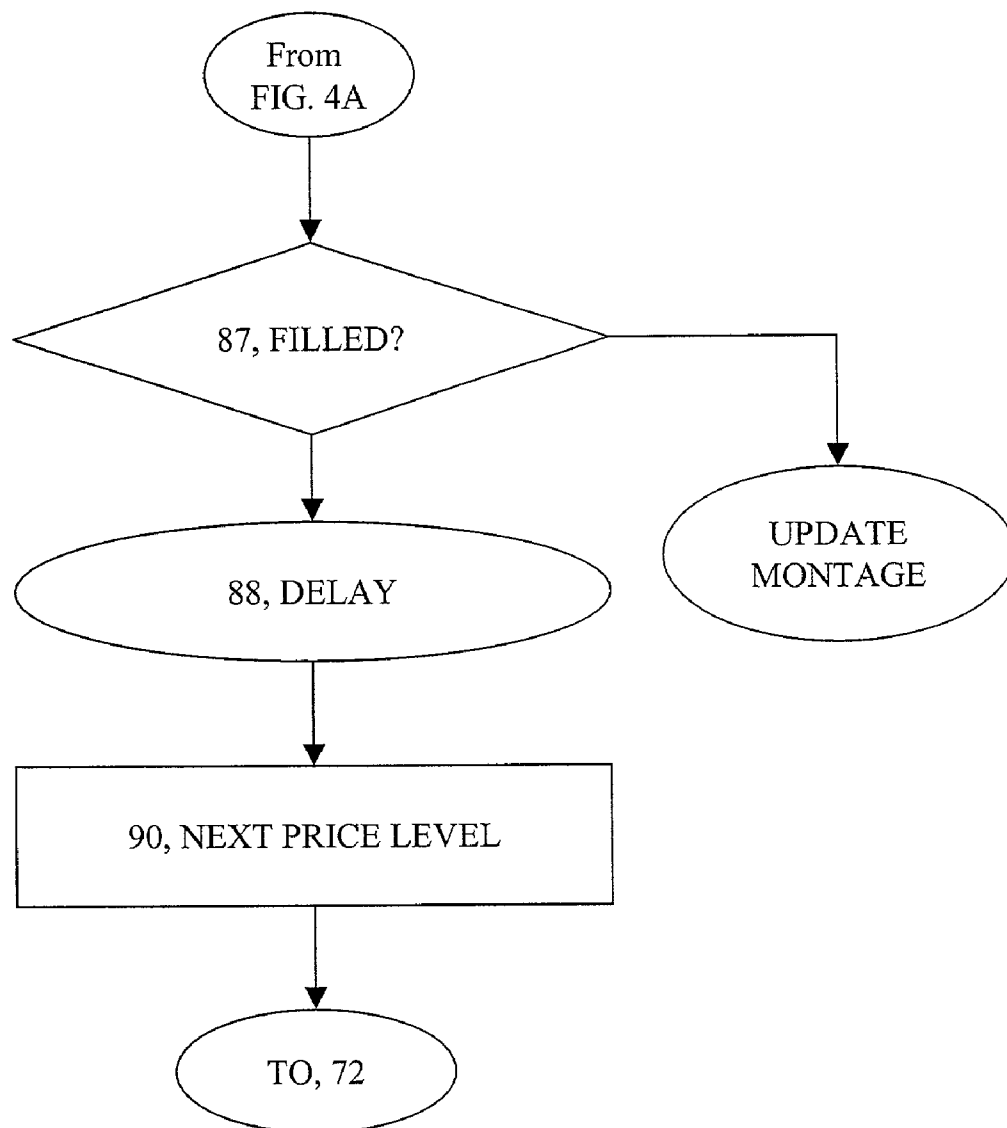 From
FIG. 4A
87, FILLED?
UPDATE
MONTAGE
88, DELAY
90, NEXT PRICE LEVEL
TO, 72